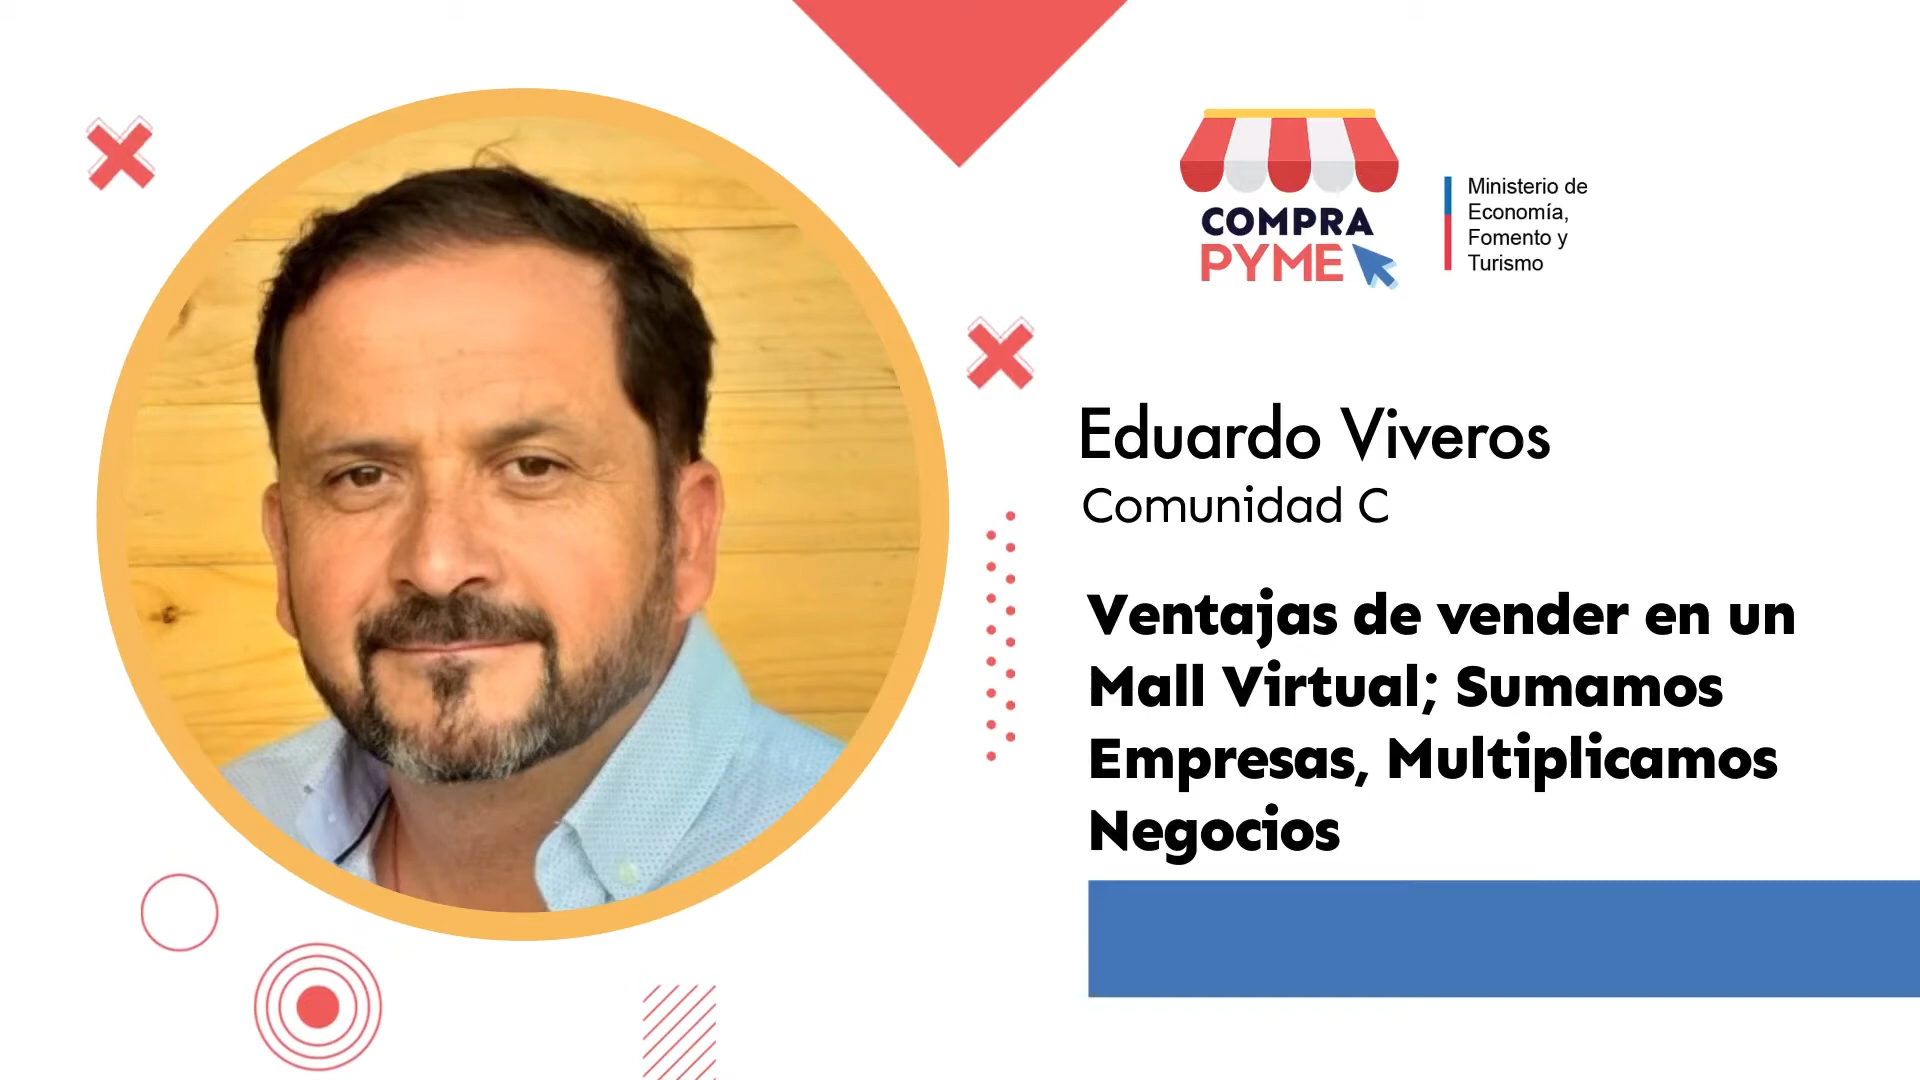 COMPRA
PYME
Ministerio de
Economía,
Fomento y
Turismo
Eduardo Viveros
Comunidad C
Ventajas de vender en un
Mall Virtual; Sumamos
Empresas, Multiplicamos
Negocios